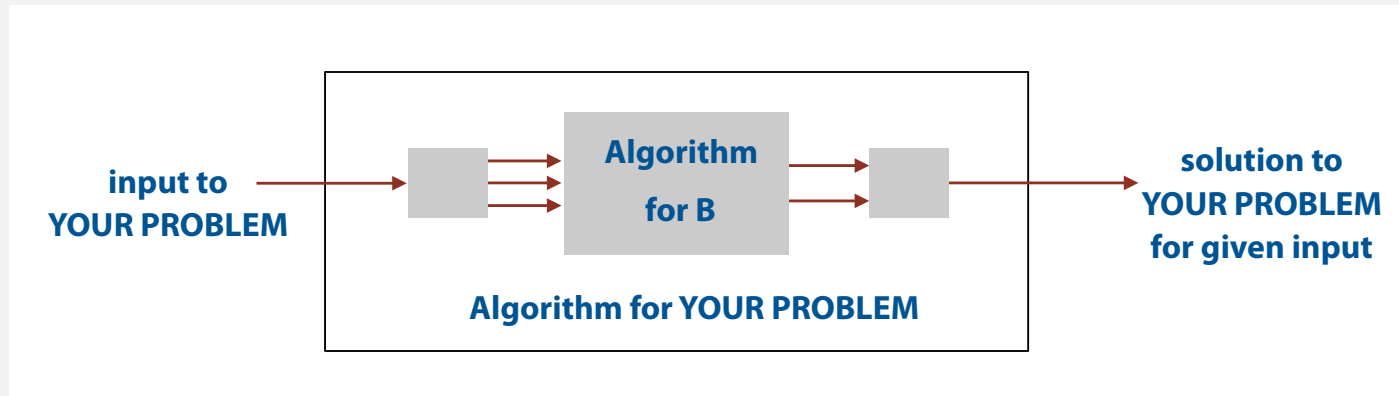 input to
YOUR PROBLEM
Algorithm
for B
Algorithm for YOUR PROBLEM
solution to
YOUR PROBLEM
for given input